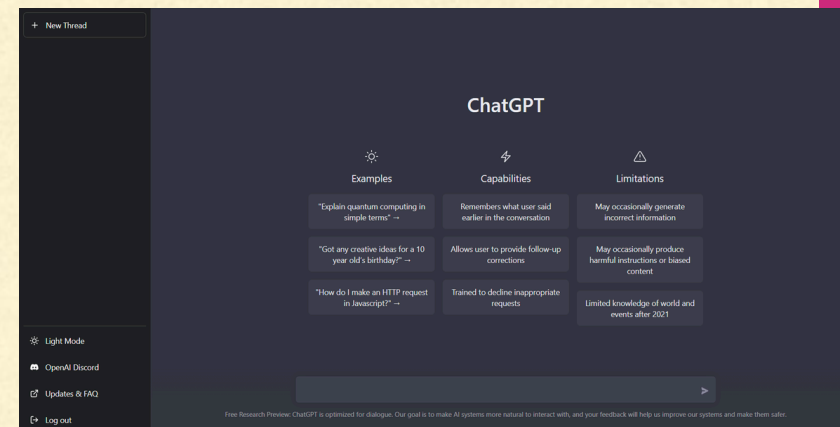 + New Thread
ChatGPT
Examples
"Explain quantum computing in
simple terms" →
"Got any creative ideas for a 10
year old's birthday?" →
"How do I make an HTTP request
in Javascript?" →
Capabilities
Remembers what user said
earlier in the conversation
Allows user to provide follow-up
corrections
Trained to decline inappropriate
requests
Limitations
May occasionally generate
incorrect information
May occasionally produce
harmful instructions or biased
content
Limited knowledge of world and
events after 2021
Light Mode
OpenAI Discord
Updates & FAQ
Log out
Free Research Preview: ChatGPT is optimized for dialogue. Our goal is to make AI systems more natural to interact with, and your feedback will help us improve our systems and make them safer.